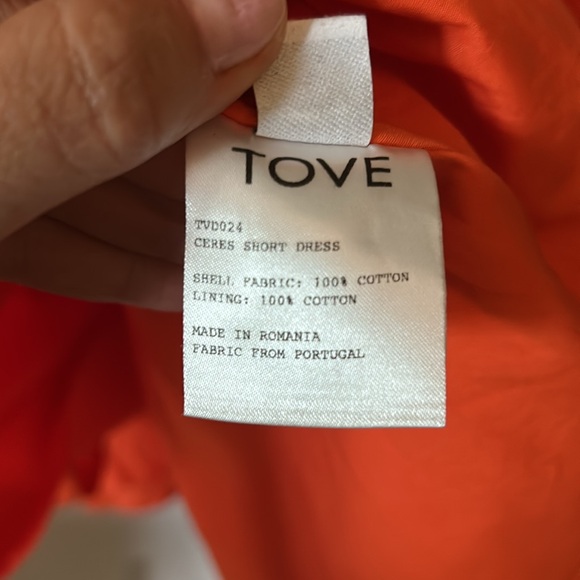 TOVE
TVD024
CERES SHORT DRESS
SHELL FABRIC: 100% COTTON
LINING: 100% COTTON
MADE IN ROMANIA
FABRIC FROM PORTUGAL